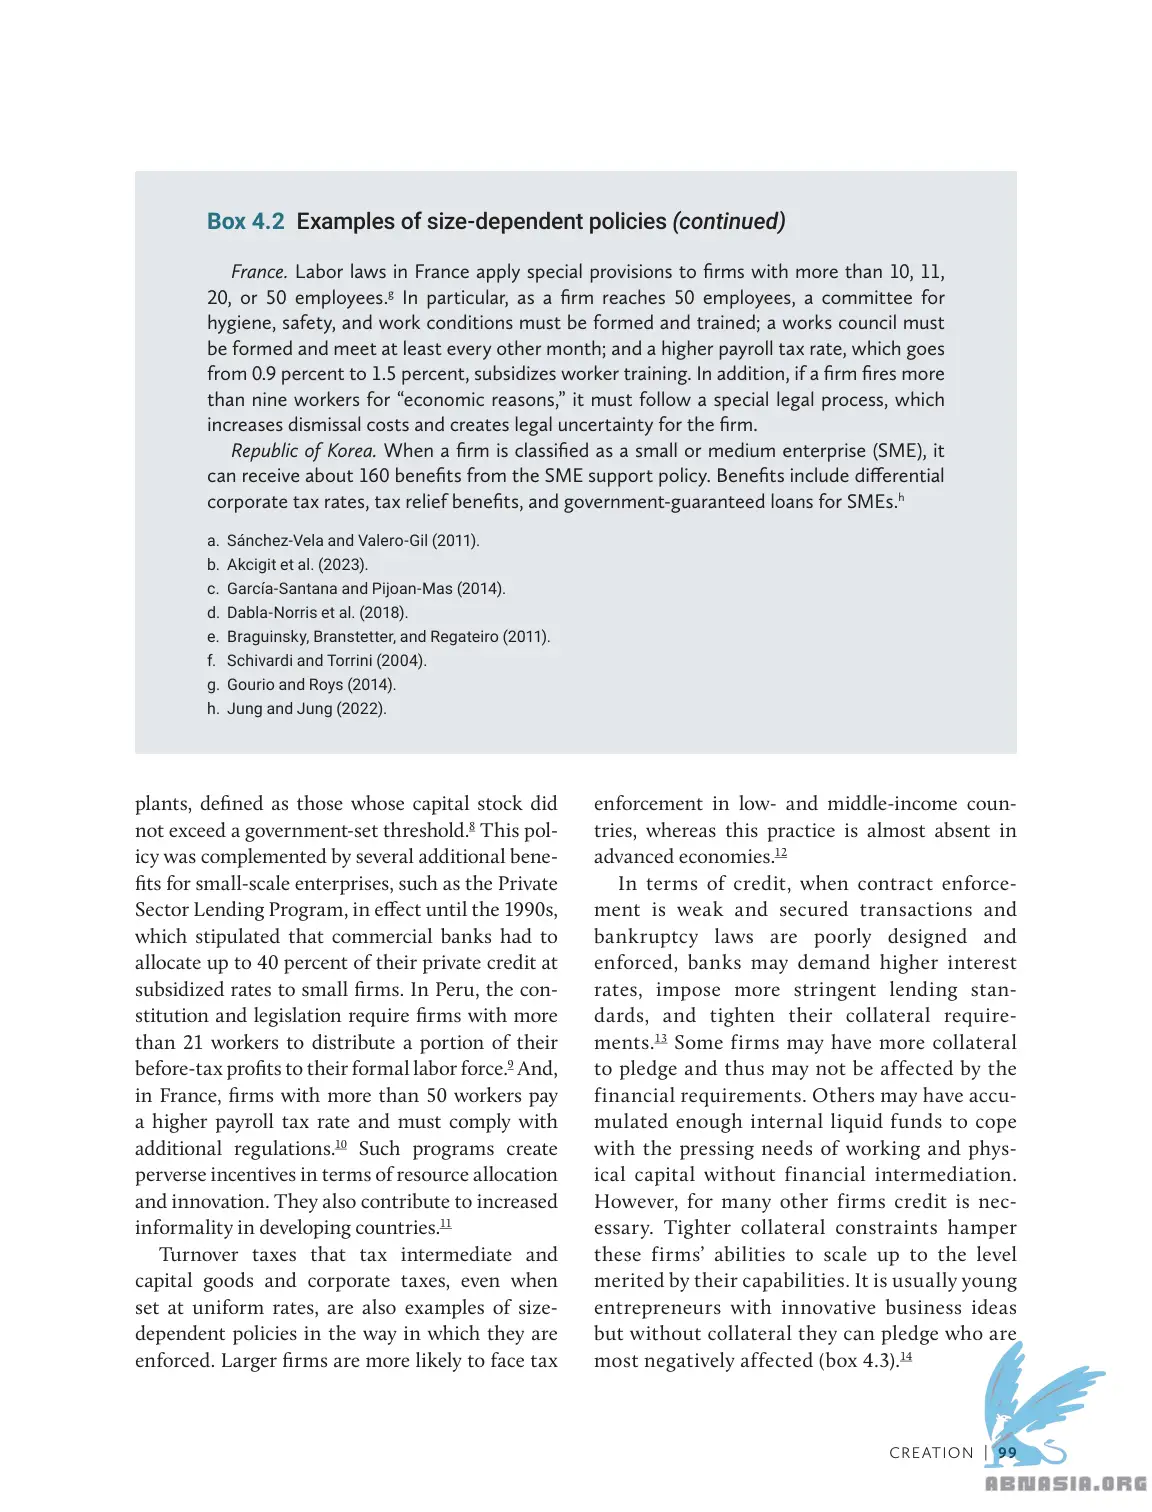 Box 4.2 Examples of size-dependent policies (continued)
France. Labor laws in France apply special provisions to firms with more than 10, 11,
20, or 50 employees.g In particular, as a firm reaches 50 employees, a committee for
hygiene, safety, and work conditions must be formed and trained; a works council must
be formed and meet at least every other month; and a higher payroll tax rate, which goes
from 0.9 percent to 1.5 percent, subsidizes worker training. In addition, if a firm fires more
than nine workers for “economic reasons,” it must follow a special legal process, which
increases dismissal costs and creates legal uncertainty for the firm.
Republic of Korea. When a firm is classified as a small or medium enterprise (SME), it
can receive about 160 benefits from the SME support policy. Benefits include differential
corporate tax rates, tax relief benefits, and government-guaranteed loans for SMEs.h
a. Sánchez-Vela and Valero-Gil (2011).
b. Akcigit et al. (2023).
c. García-Santana and Pijoan-Mas (2014).
d. Dabla-Norris et al. (2018).
e. Braguinsky, Branstetter, and Regateiro (2011).
f. Schivardi and Torrini (2004).
g. Gourio and Roys (2014).
h. Jung and Jung (2022).
plants, defined as those whose capital stock did
not exceed a government-set threshold.8 This pol-
icy was complemented by several additional bene-
fits for small-scale enterprises, such as the Private
Sector Lending Program, in effect until the 1990s,
which stipulated that commercial banks had to
allocate up to 40 percent of their private credit at
subsidized rates to small firms. In Peru, the con-
stitution and legislation require firms with more
than 21 workers to distribute a portion of their
before-tax profits to their formal labor force.9 And,
in France, firms with more than 50 workers pay
a higher payroll tax rate and must comply with
additional regulations.10 Such programs create
perverse incentives in terms of resource allocation
and innovation. They also contribute to increased
informality in developing countries.11
Turnover taxes that tax intermediate and
capital goods and corporate taxes, even when
set at uniform rates, are also examples of size-
dependent policies in the way in which they are
enforced. Larger firms are more likely to face tax
enforcement in low- and middle-income coun-
tries, whereas this practice is almost absent in
advanced economies.12
In terms of credit, when contract enforce-
ment is weak and secured transactions and
bankruptcy laws are poorly designed and
enforced, banks may demand higher interest
rates, impose more stringent lending stan-
dards, and tighten their collateral require-
ments.13 Some firms may have more collateral
to pledge and thus may not be affected by the
financial requirements. Others may have accu-
mulated enough internal liquid funds to cope
with the pressing needs of working and phys-
ical capital without financial intermediation.
However, for many other firms credit is nec-
essary. Tighter collateral constraints hamper
these firms’ abilities to scale up to the level
merited by their capabilities. It is usually young
entrepreneurs with innovative business ideas
but without collateral they can pledge who are
most negatively affected (box 4.3).14
CREATION | 99
ABNASIA.ORG